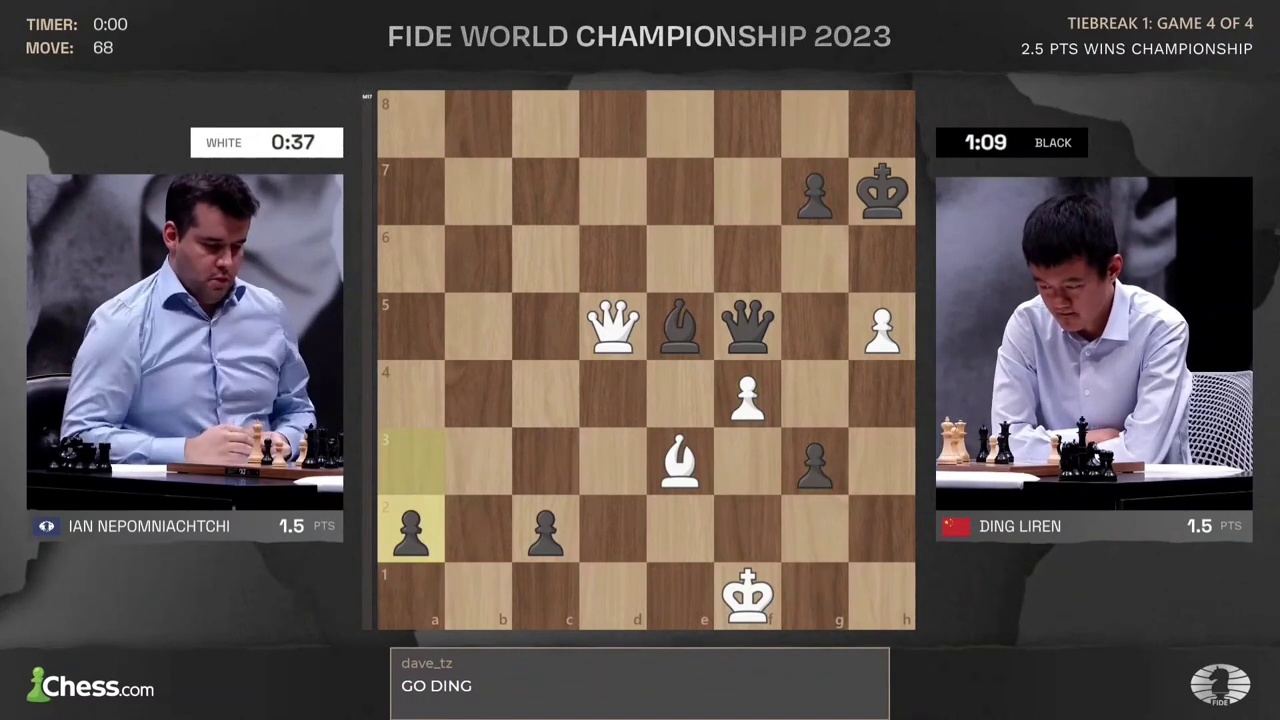 TIMER: 0:00
MOVE: 68
FIDE WORLD CHAMPIONSHIP 2023
TIEBREAK 1: GAME 4 OF 4
2.5 PTS WINS CHAMPIONSHIP
WHITE 0:37
1:09 BLACK
M17
8
7
6
5
4
3
2
1
a b c d e f g h
IAN NEPOMNIACHTCHI 1.5 PTS
DING LIREN 1.5 PTS
dave_tz
GO DING
Chess.com
FIDE